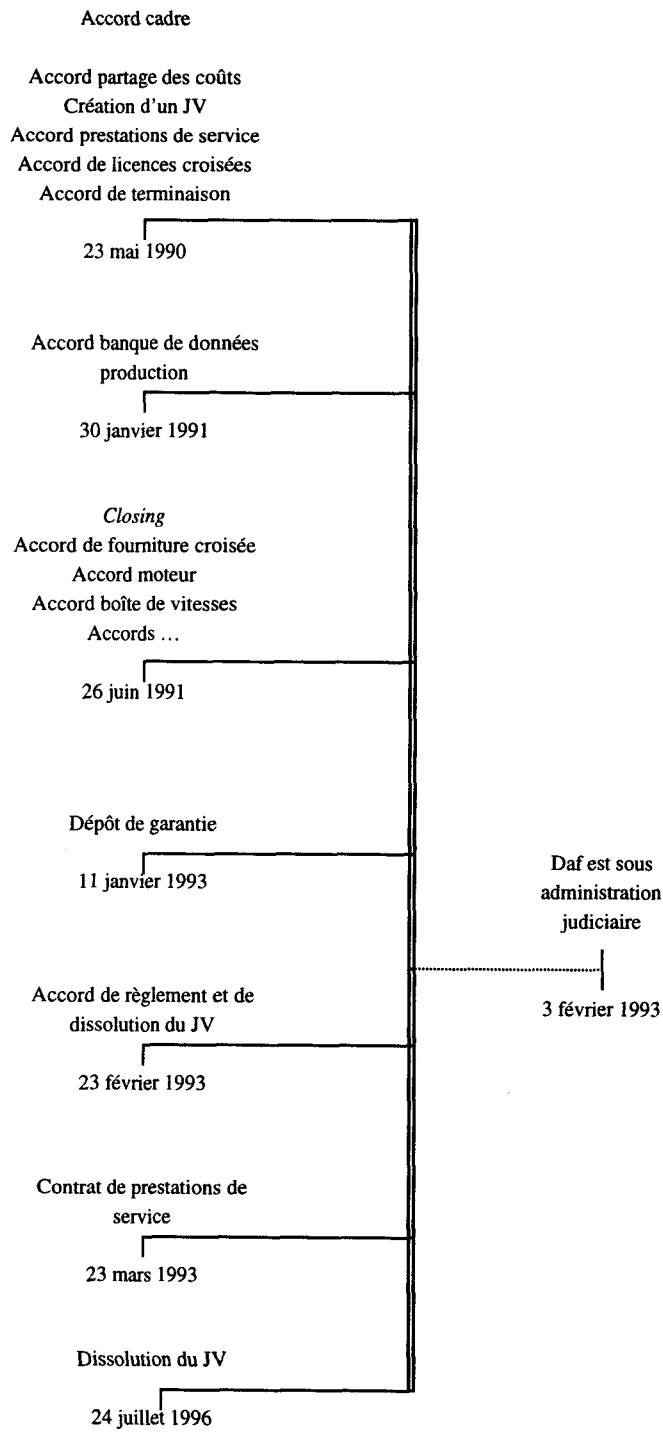 Accord cadre
Accord partage des coûts
Création d'un JV
Accord prestations de service
Accord de licences croisées
Accord de terminaison
23 mai 1990
Accord banque de données
production
30 janvier 1991
Closing
Accord de fourniture croisée
Accord moteur
Accord boîte de vitesses
Accords ...
26 juin 1991
Dépôt de garantie
11 janvier 1993
Daf est sous
administration
judiciaire
3 février 1993
Accord de règlement et de
dissolution du JV
23 février 1993
Contrat de prestations de
service
23 mars 1993
Dissolution du JV
24 juillet 1996